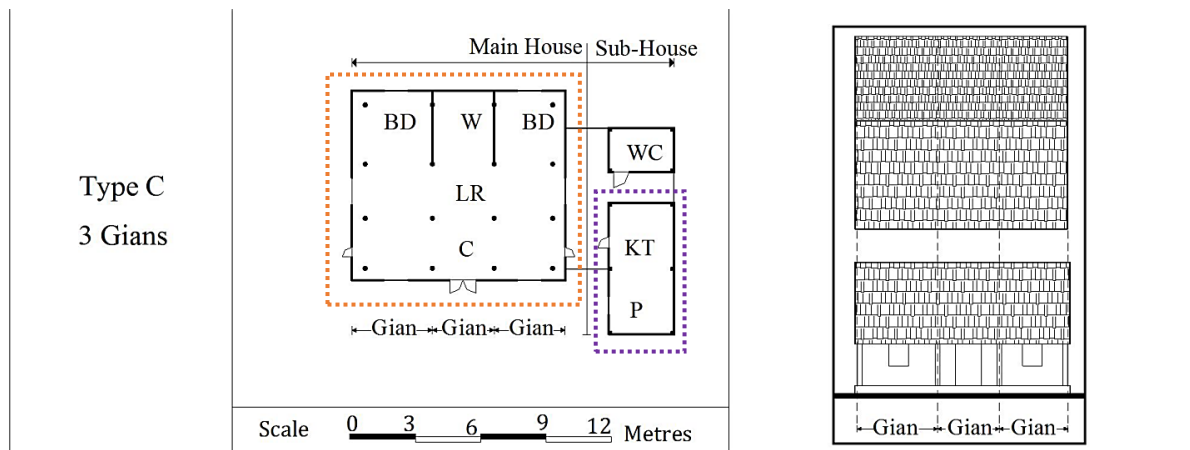 Main House Sub-House
BD W BD
WC
LR
C
KT
P
Gian Gian Gian
Type C
3 Gians
Scale 0 3 6 9 12 Metres
Gian Gian Gian